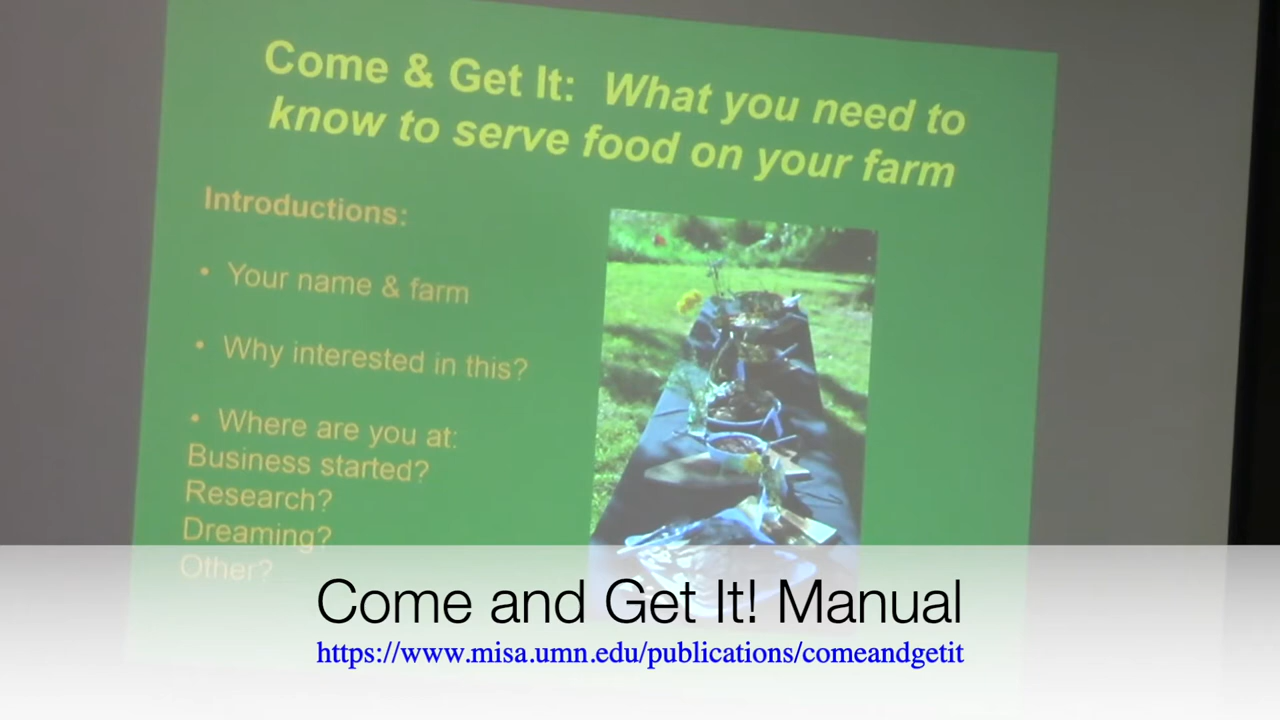 Come & Get It: What you need to
know to serve food on your farm
Introductions:
• Your name & farm
• Why interested in this?
• Where are you at:
Business started?
Research?
Dreaming?
Other?
Come and Get It! Manual
https://www.misa.umn.edu/publications/comeandgetit